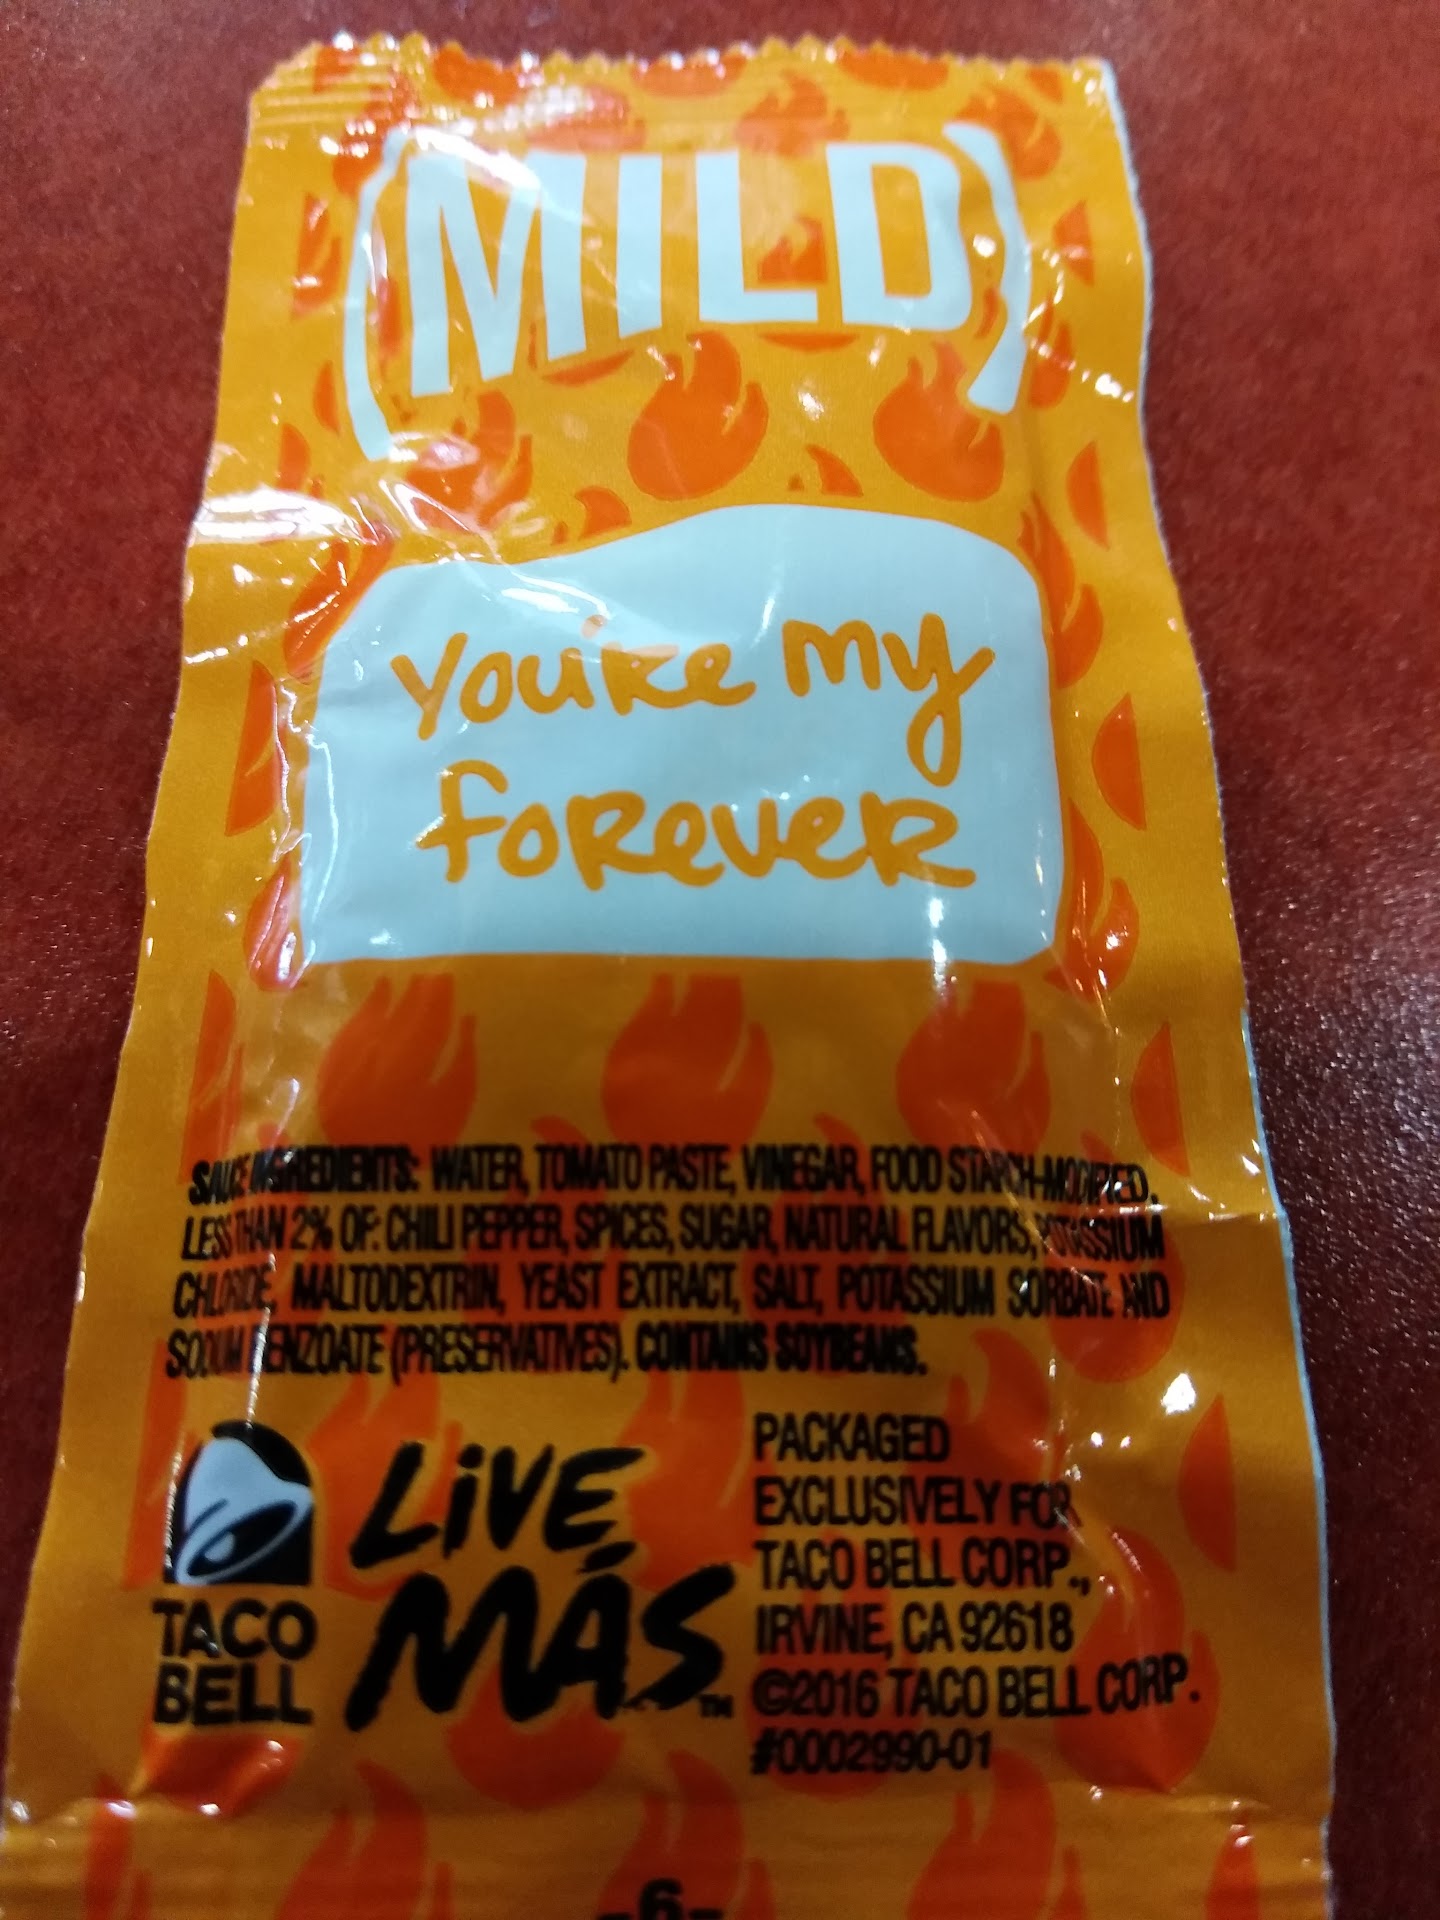 (MILD)
you're my
forever
SAUCE INGREDIENTS: WATER, TOMATO PASTE, VINEGAR, FOOD STARCH-MODIFIED,
LESS THAN 2% OF: CHILI PEPPER, SPICES, SUGAR, NATURAL FLAVORS, POTASSIUM
CHLORIDE, MALTODEXTRIN, YEAST EXTRACT, SALT, POTASSIUM SORBATE AND
SODIUM BENZOATE (PRESERVATIVES). CONTAINS SOYBEANS.
TACO
BELL
LiVE
MÁS™
PACKAGED
EXCLUSIVELY FOR
TACO BELL CORP.,
IRVINE, CA 92618
©2016 TACO BELL CORP.
#0002990-01
-6-